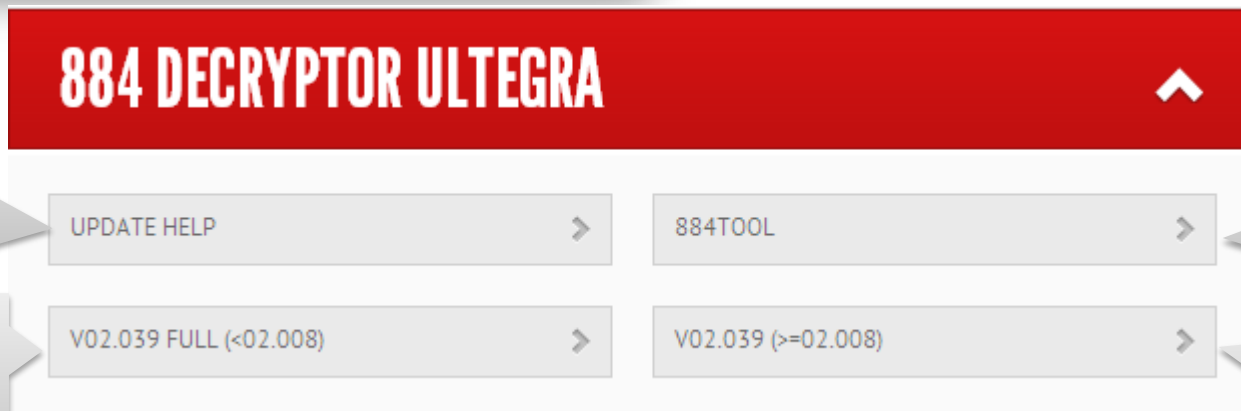 884 DECRYPTOR ULTEGRA
UPDATE HELP
884TOOL
V02.039 FULL (<02.008)
V02.039 (>=02.008)